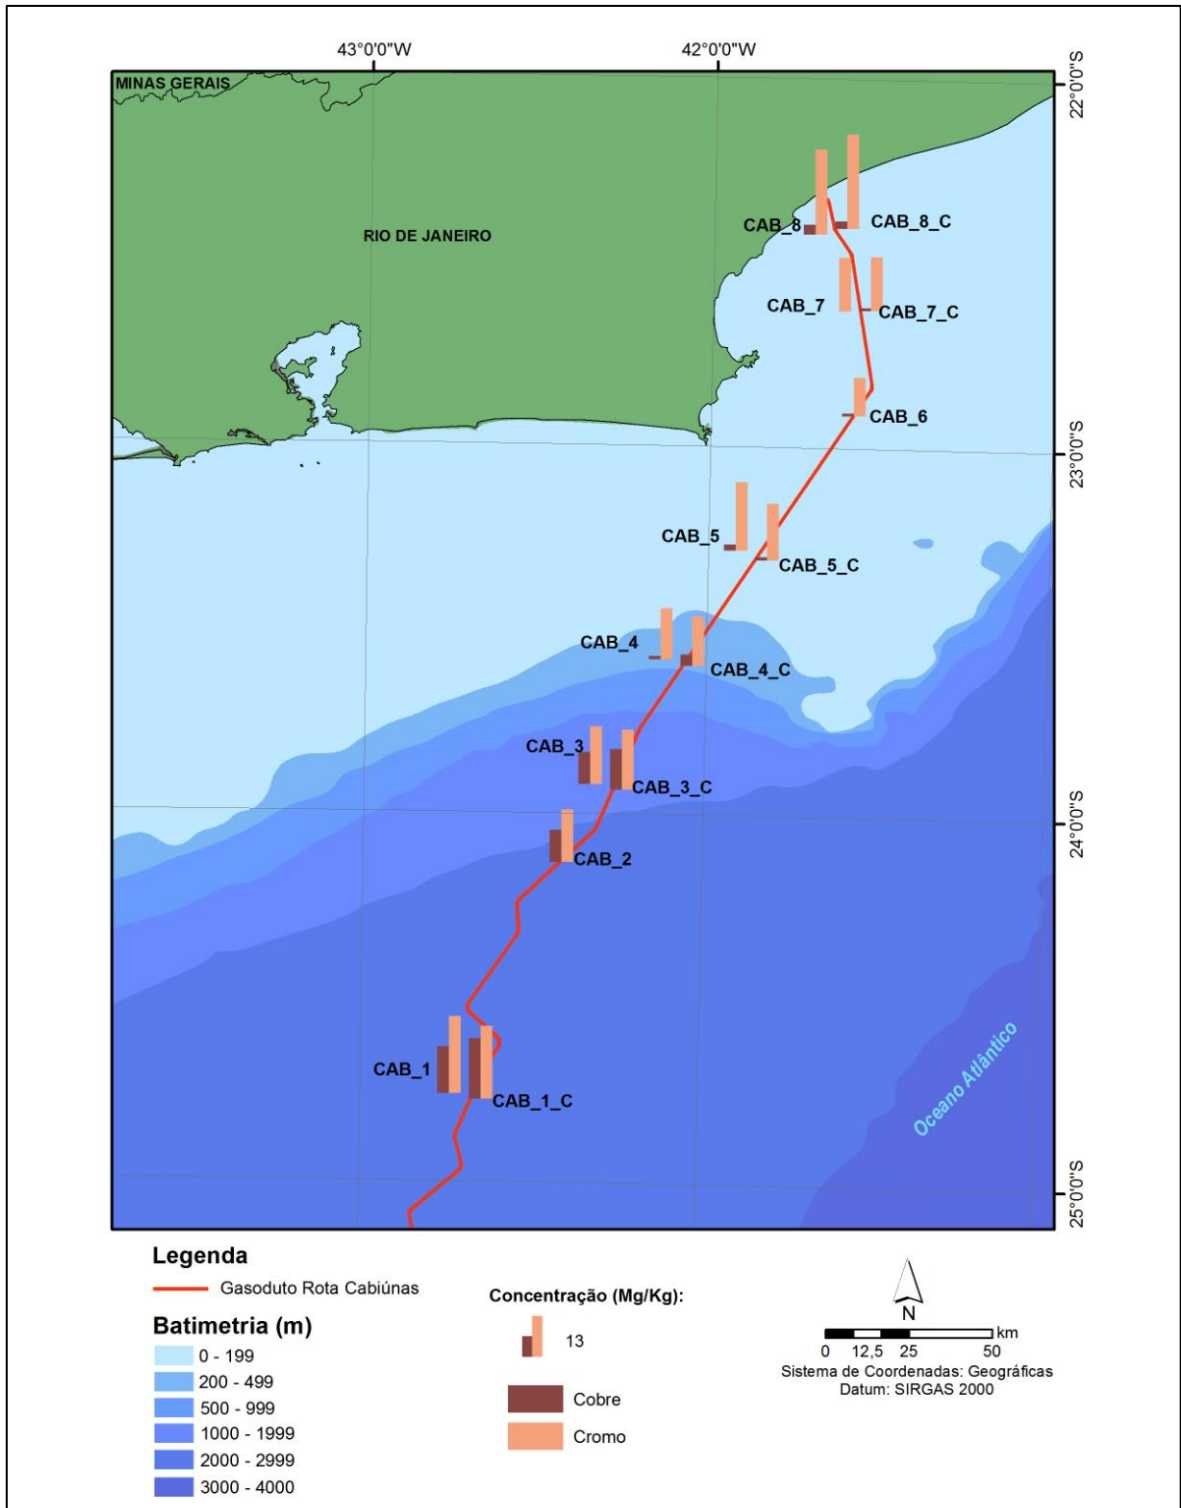 43°0'0"W
42°0'0"W
MINAS GERAIS
22°0'0"S
RIO DE JANEIRO
CAB_8
CAB_8_C
CAB_7
CAB_7_C
CAB_6
23°0'0"S
CAB_5
CAB_5_C
CAB_4
CAB_4_C
CAB_3
CAB_3_C
24°0'0"S
CAB_2
Oceano Atlântico
CAB_1
CAB_1_C
25°0'0"S
Legenda
Gasoduto Rota Cabiúnas
Batimetria (m)
0 - 199
200 - 499
500 - 999
1000 - 1999
2000 - 2999
3000 - 4000
Concentração (Mg/Kg):
13
Cobre
Cromo
N
km
0 12,5 25 50
Sistema de Coordenadas: Geográficas
Datum: SIRGAS 2000